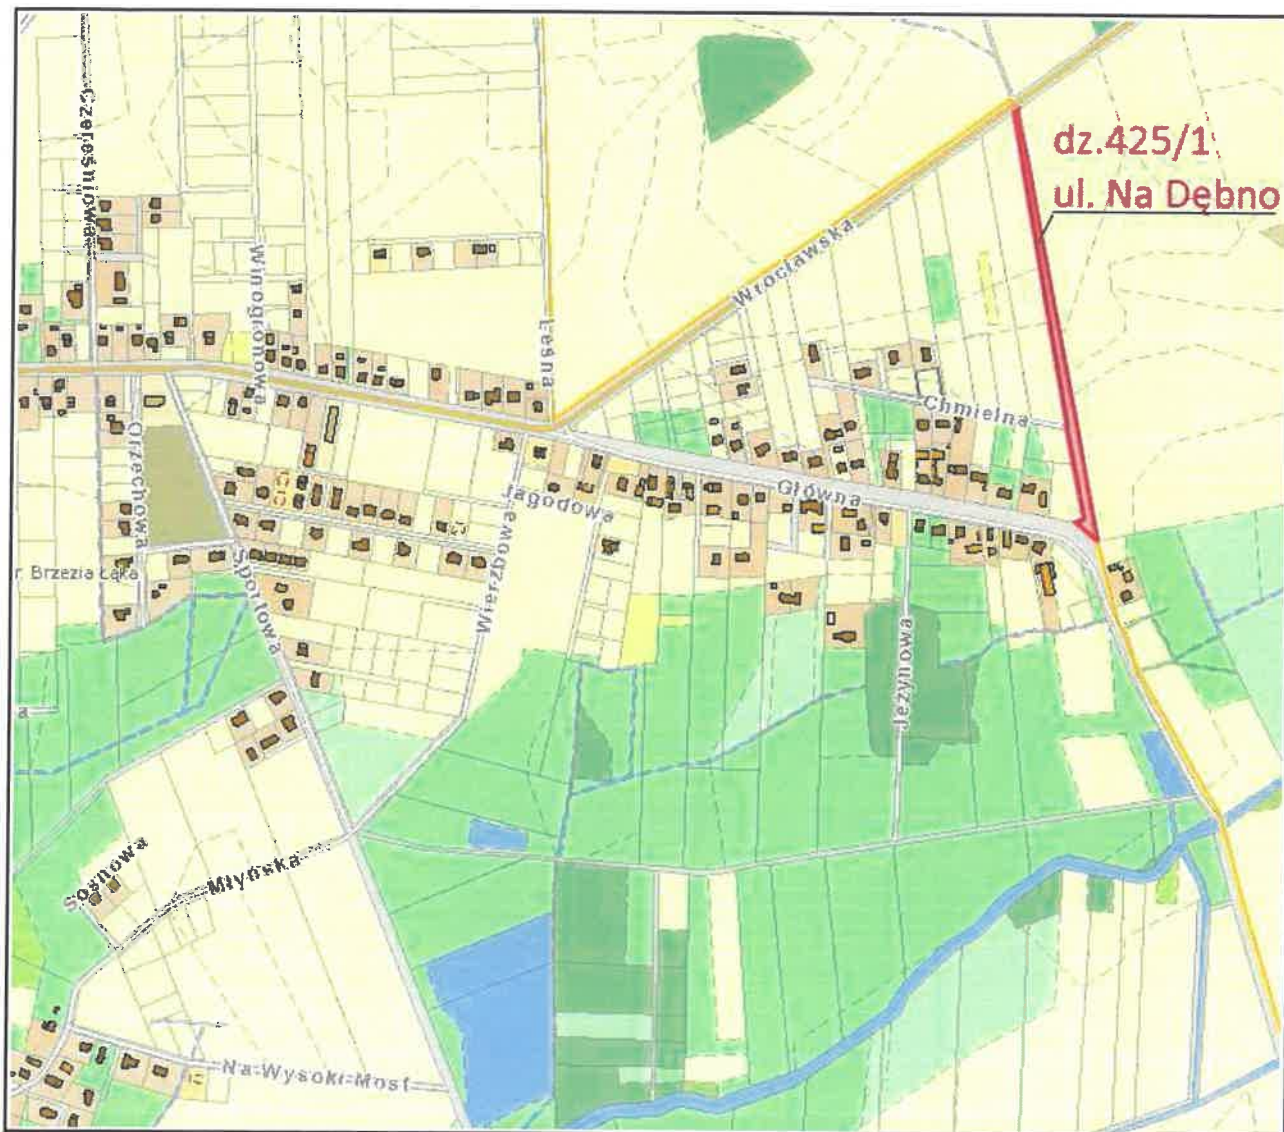 dz.425/1
ul. Na Dębno
Czereśniowa
Winogronowa
Leśna
Wrocławska
Chmielna
Główna
Jagodowa
Orzechowa
Wierzbowa
r. Brzezia Łąka
Sportowa
Jeżynowa
a
Sosnowa
Młyńska
Na Wysoki Most